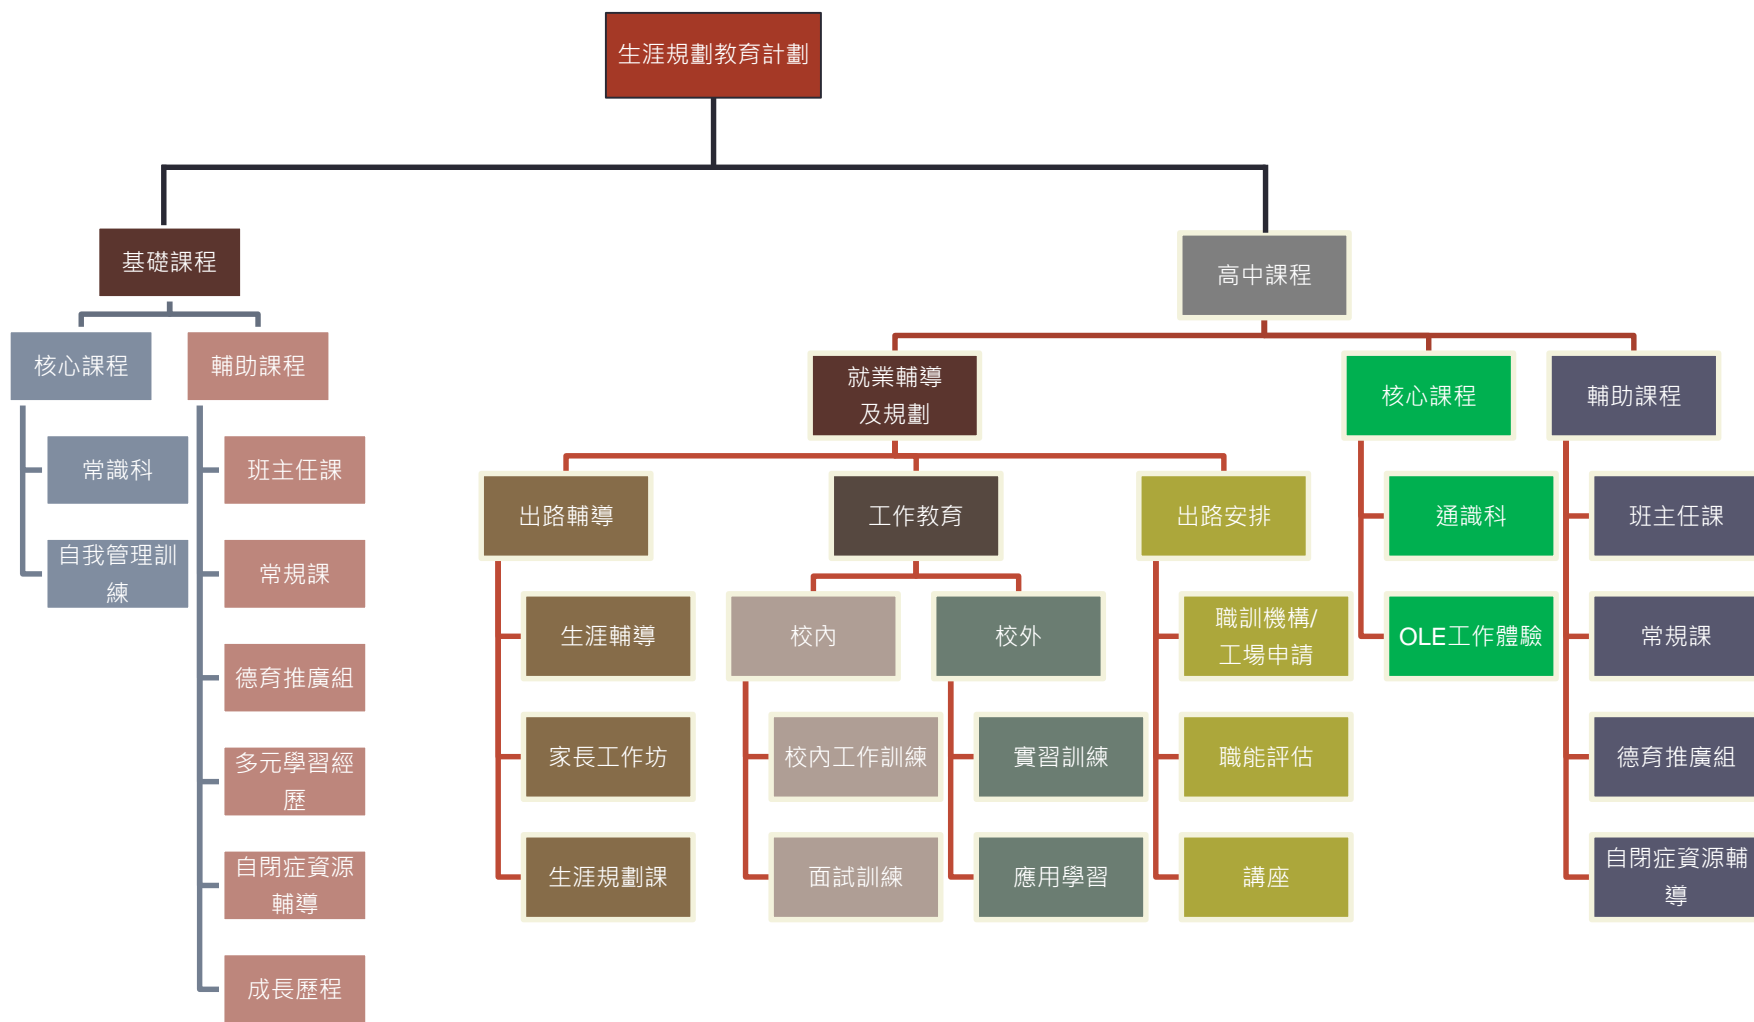 生涯規劃教育計劃
基礎課程
高中課程
核心課程
輔助課程
就業輔導
及規劃
核心課程
輔助課程
常識科
自我管理訓
練
班主任課
常規課
德育推廣組
多元學習經
歷
自閉症資源
輔導
成長歷程
出路輔導
工作教育
出路安排
生涯輔導
家長工作坊
生涯規劃課
校內
校外
校內工作訓練
面試訓練
實習訓練
應用學習
職訓機構/
工場申請
職能評估
講座
通識科
OLE工作體驗
班主任課
常規課
德育推廣組
自閉症資源輔
導